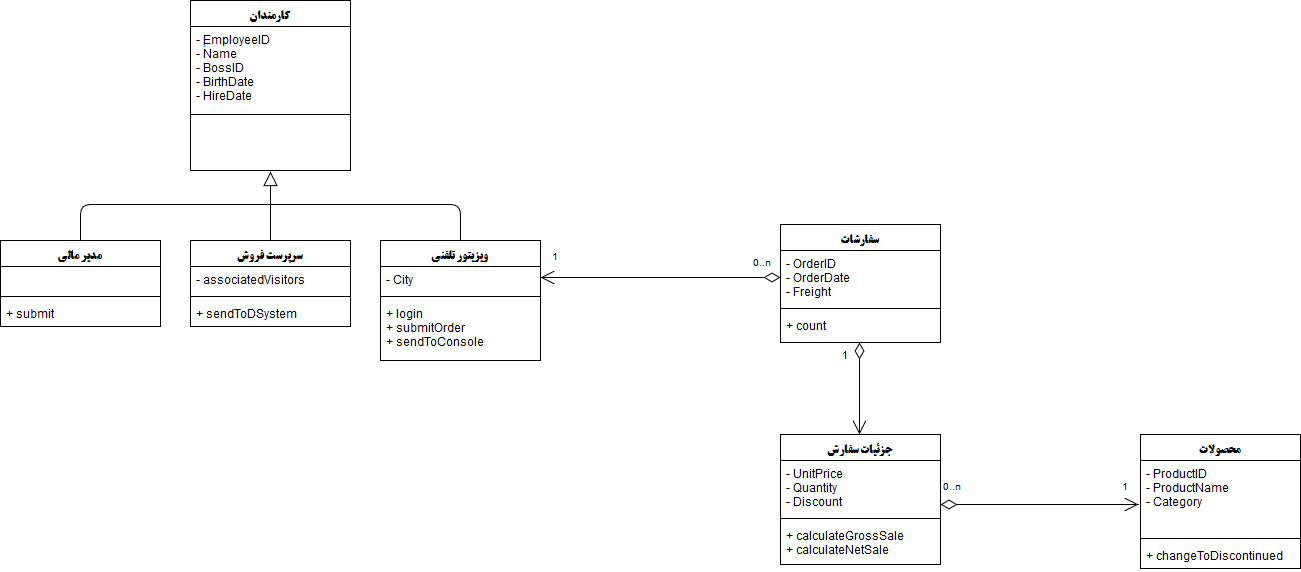 کارمندان
- EmployeeID
- Name
- BossID
- BirthDate
- HireDate
مدیر مالی
+ submit
سرپرست فروش
- associatedVisitors
+ sendToDSystem
ویزیتور تلفنی
- City
+ login
+ submitOrder
+ sendToConsole
1
0..n
سفارشات
- OrderID
- OrderDate
- Freight
+ count
1
جزئیات سفارش
- UnitPrice
- Quantity
- Discount
+ calculateGrossSale
+ calculateNetSale
0..n
1
محصولات
- ProductID
- ProductName
- Category
+ changeToDiscontinued